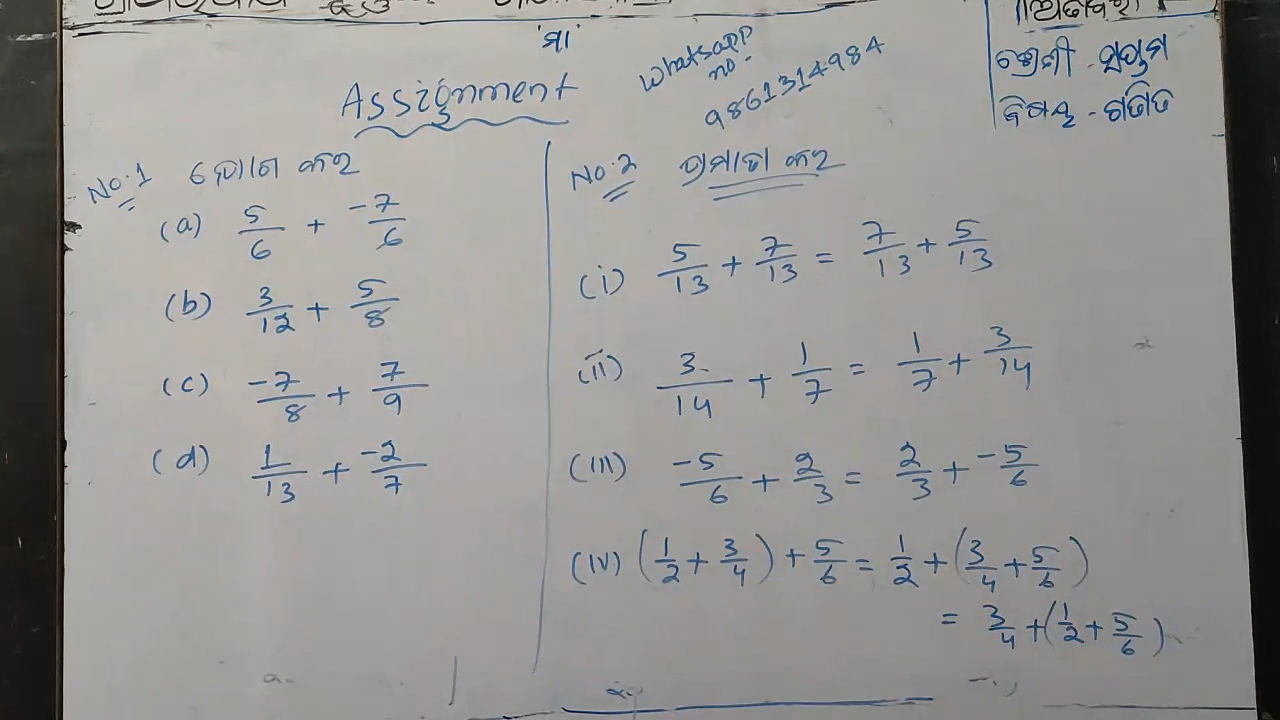 ମା
Assignment
Whatsapp
no.
9861314984
ଶ୍ରେଣୀ - ସପ୍ତମ
ବିଷୟ - ଗଣିତ
No.1 ଯୋଗ କର
(a) 5/6 + -7/6
(b) 3/12 + 5/8
(c) -7/8 + 7/9
(d) 1/13 + -2/7
No.2 ପ୍ରମାଣ କର
(i) 5/13 + 7/13 = 7/13 + 5/13
(ii) 3/14 + 1/7 = 1/7 + 3/14
(iii) -5/6 + 2/3 = 2/3 + -5/6
(iv) (1/2 + 3/4) + 5/6 = 1/2 + (3/4 + 5/6)
= 3/4 + (1/2 + 5/6)